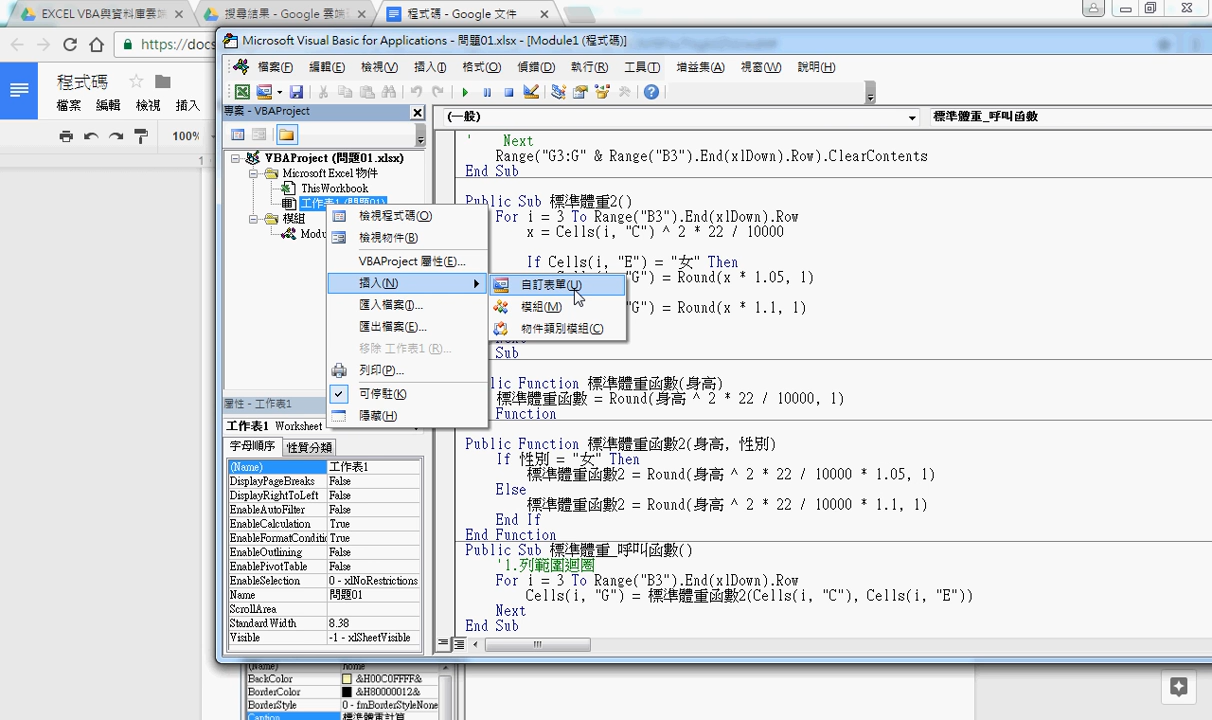 EXCEL VBA與資料庫雲端
搜尋結果 - Google 雲端
程式碼 - Google 文件
https://docs
程式碼
檔案 編輯 檢視 插入
100%
1
Microsoft Visual Basic for Applications - 問題01.xlsx - [Module1 (程式碼)]
檔案(F) 編輯(E) 檢視(V) 插入(I) 格式(O) 偵錯(D) 執行(R) 工具(T) 增益集(A) 視窗(W) 說明(H)
專案 - VBAProject
VBAProject (問題01.xlsx)
Microsoft Excel 物件
ThisWorkbook
工作表1 (問題01)
模組
Modu
檢視程式碼(O)
檢視物件(B)
VBAProject 屬性(E)...
插入(N)
匯入檔案(I)...
匯出檔案(E)...
移除 工作表1 (R)...
列印(P)...
可停駐(K)
隱藏(H)
自訂表單(U)
模組(M)
物件類別模組(C)
屬性 - 工作表1
工作表1 Worksheet
字母順序 性質分類
(Name) 工作表1
DisplayPageBreaks False
DisplayRightToLeft False
EnableAutoFilter False
EnableCalculation True
EnableFormatConditio True
EnableOutlining False
EnablePivotTable False
EnableSelection 0 - xlNoRestrictions
Name 問題01
ScrollArea
Standard Width 8.38
Visible -1 - xlSheetVisible
(一般)
標準體重_呼叫函數
' Next
Range("G3:G" & Range("B3").End(xlDown).Row).ClearContents
End Sub
Public Sub 標準體重2()
For i = 3 To Range("B3").End(xlDown).Row
x = Cells(i, "C") ^ 2 * 22 / 10000
If Cells(i, "E") = "女" Then
"G") = Round(x * 1.05, 1)
"G") = Round(x * 1.1, 1)
Sub
lic Function 標準體重函數(身高)
標準體重函數 = Round(身高 ^ 2 * 22 / 10000, 1)
Function
Public Function 標準體重函數2(身高, 性別)
If 性別 = "女" Then
標準體重函數2 = Round(身高 ^ 2 * 22 / 10000 * 1.05, 1)
Else
標準體重函數2 = Round(身高 ^ 2 * 22 / 10000 * 1.1, 1)
End If
End Function
Public Sub 標準體重_呼叫函數()
'1.列範圍迴圈
For i = 3 To Range("B3").End(xlDown).Row
Cells(i, "G") = 標準體重函數2(Cells(i, "C"), Cells(i, "E"))
Next
End Sub
(Name) home
BackColor &H00C0FFFF&
BorderColor &H80000012&
BorderStyle 0 - fmBorderStyleNone
Caption 標準體重計算